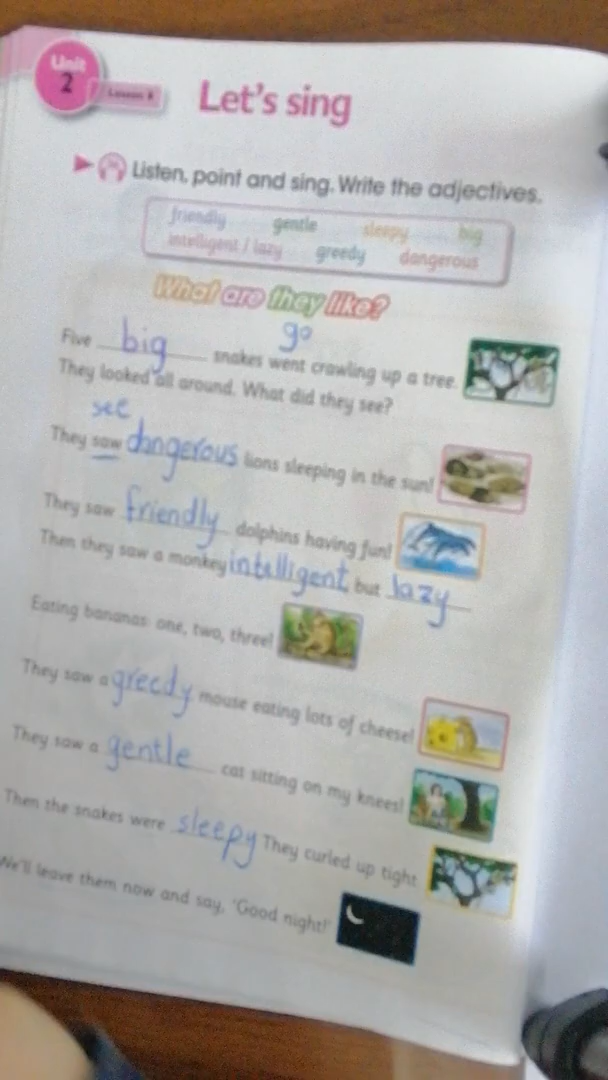 Unit
2
Lesson 8
Let's sing
Listen, point and sing. Write the adjectives.
friendly gentle sleepy big
intelligent / lazy greedy dangerous
What are they like?
go
Five big snakes went crawling up a tree.
They looked all around. What did they see?
see
They saw dangerous lions sleeping in the sun!
They saw friendly dolphins having fun!
Then they saw a monkey intelligent but lazy
Eating bananas: one, two, three!
They saw a greedy mouse eating lots of cheese!
They saw a gentle cat sitting on my knees!
Then the snakes were sleepy They curled up tight
We'll leave them now and say, 'Good night!'